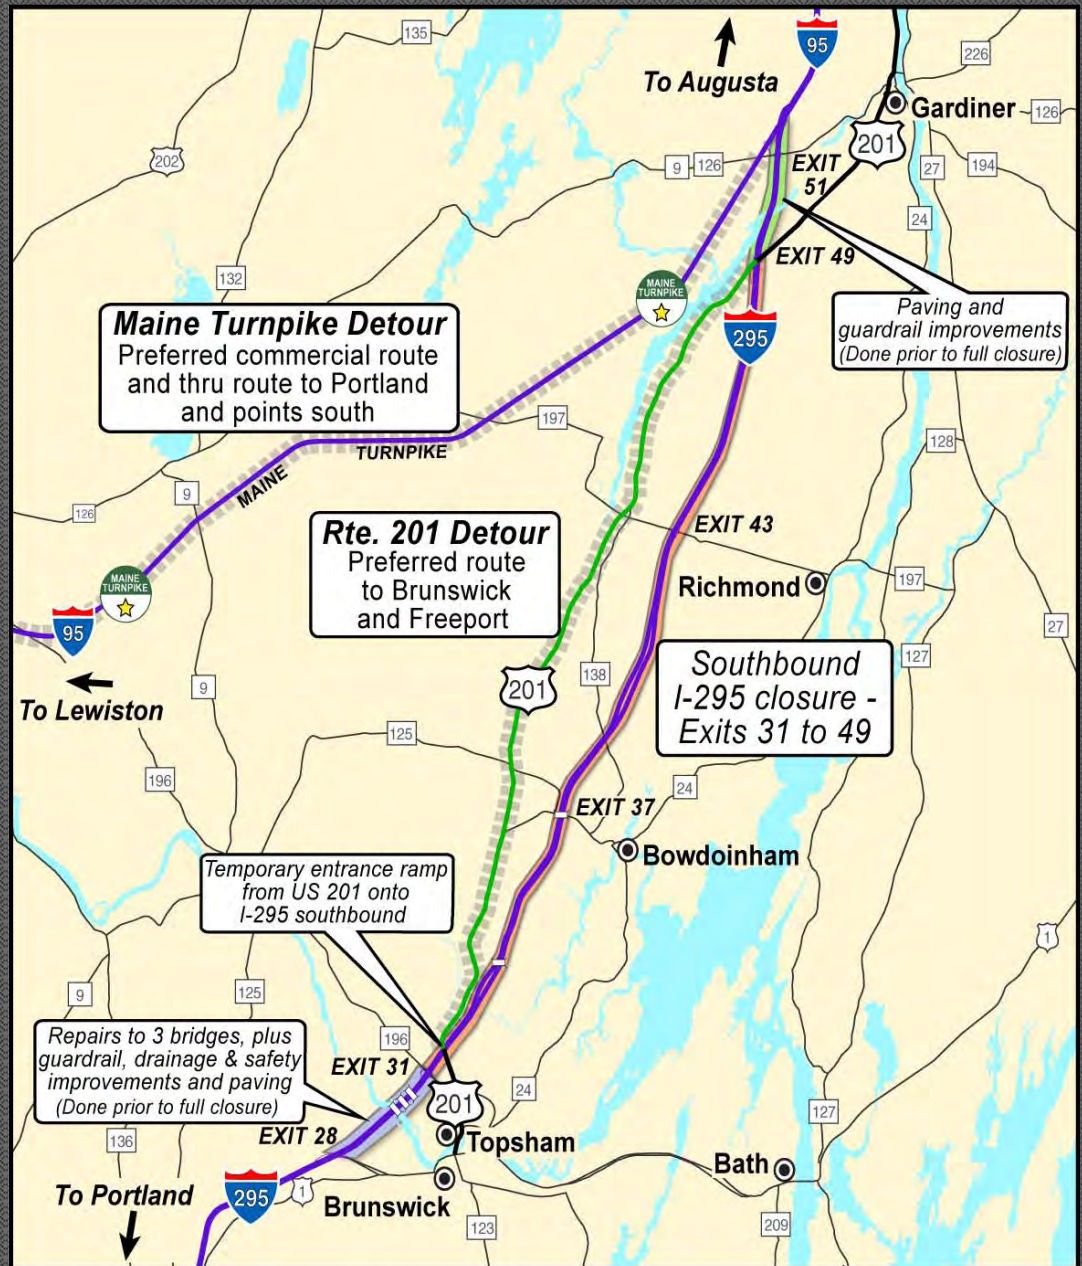 135
95
To Augusta
226
Gardiner
126
202
201
9
126
EXIT
51
27
194
24
EXIT 49
132
MAINE
TURNPIKE
Maine Turnpike Detour
Preferred commercial route
and thru route to Portland
and points south
Paving and
guardrail improvements
(Done prior to full closure)
295
197
TURNPIKE
MAINE
128
9
126
Rte. 201 Detour
Preferred route
to Brunswick
and Freeport
EXIT 43
MAINE
TURNPIKE
Richmond
197
95
27
127
To Lewiston
9
201
138
Southbound
I-295 closure -
Exits 31 to 49
125
196
24
EXIT 37
Bowdoinham
Temporary entrance ramp
from US 201 onto
I-295 southbound
1
9
125
Repairs to 3 bridges, plus
guardrail, drainage & safety
improvements and paving
(Done prior to full closure)
196
EXIT 31
201
24
127
EXIT 28
136
Topsham
Bath
To Portland
295
1
Brunswick
123
209